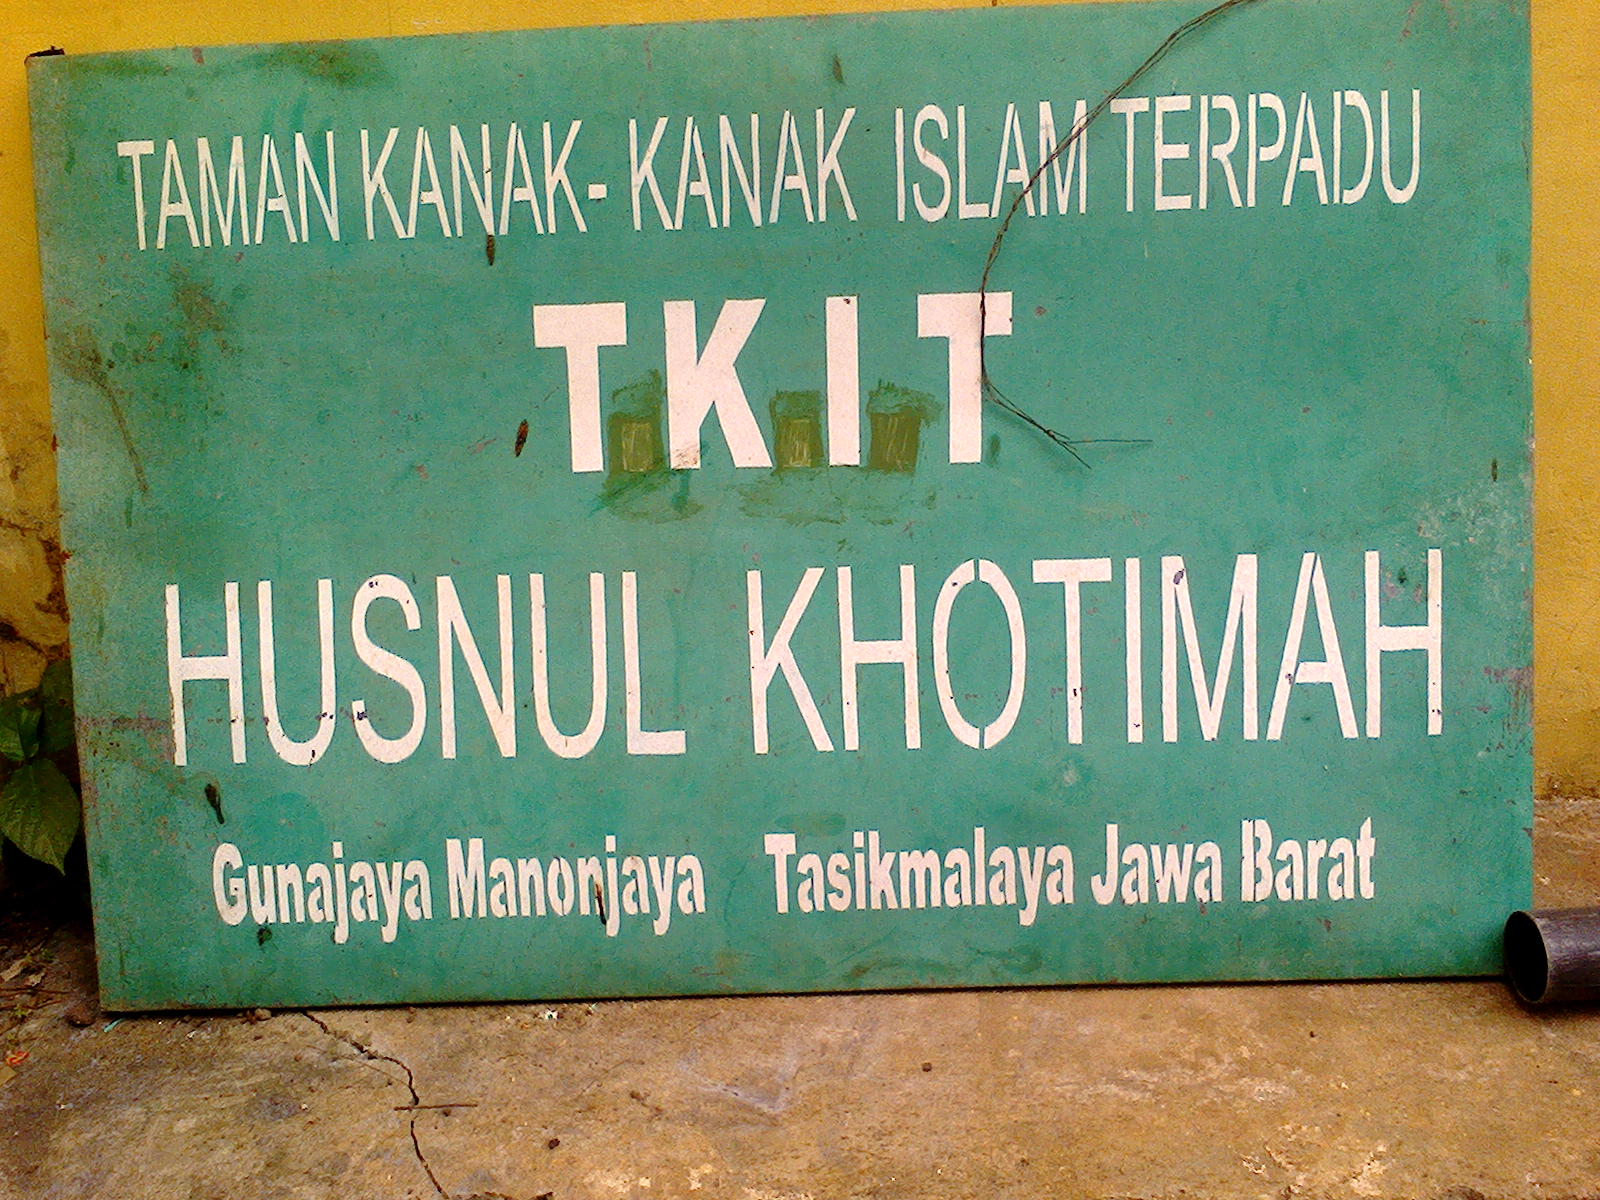 TAMAN KANAK-KANAK ISLAM TERPADU
TKIT
HUSNUL KHOTIMAH
Gunajaya Manonjaya Tasikmalaya Jawa Barat